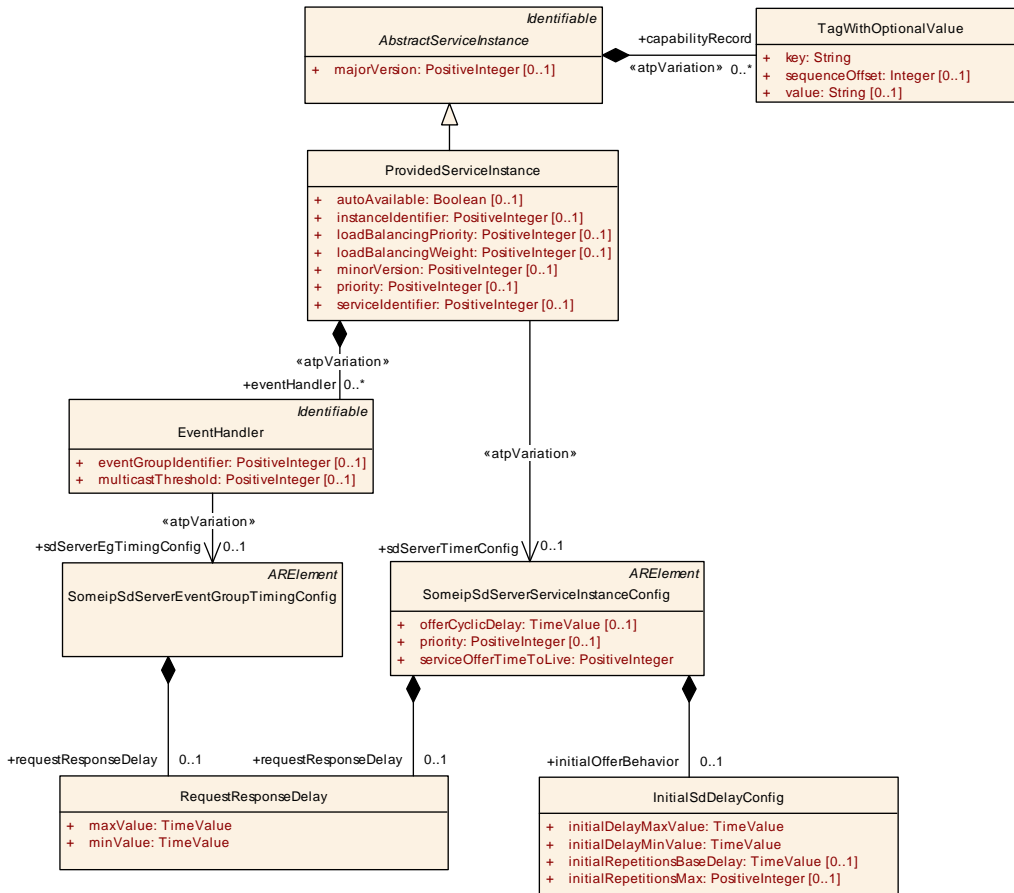 Identifiable
AbstractServiceInstance
+ majorVersion: PositiveInteger [0..1]
+capabilityRecord
«atpVariation» 0..*
TagWithOptionalValue
+ key: String
+ sequenceOffset: Integer [0..1]
+ value: String [0..1]
ProvidedServiceInstance
+ autoAvailable: Boolean [0..1]
+ instanceIdentifier: PositiveInteger [0..1]
+ loadBalancingPriority: PositiveInteger [0..1]
+ loadBalancingWeight: PositiveInteger [0..1]
+ minorVersion: PositiveInteger [0..1]
+ priority: PositiveInteger [0..1]
+ serviceIdentifier: PositiveInteger [0..1]
«atpVariation»
+eventHandler 0..*
Identifiable
EventHandler
+ eventGroupIdentifier: PositiveInteger [0..1]
+ multicastThreshold: PositiveInteger [0..1]
«atpVariation»
«atpVariation»
+sdServerEgTimingConfig 0..1
+sdServerTimerConfig 0..1
ARElement
SomeipSdServerEventGroupTimingConfig
ARElement
SomeipSdServerServiceInstanceConfig
+ offerCyclicDelay: TimeValue [0..1]
+ priority: PositiveInteger [0..1]
+ serviceOfferTimeToLive: PositiveInteger
+requestResponseDelay 0..1
+requestResponseDelay 0..1
+initialOfferBehavior 0..1
RequestResponseDelay
+ maxValue: TimeValue
+ minValue: TimeValue
InitialSdDelayConfig
+ initialDelayMaxValue: TimeValue
+ initialDelayMinValue: TimeValue
+ initialRepetitionsBaseDelay: TimeValue [0..1]
+ initialRepetitionsMax: PositiveInteger [0..1]